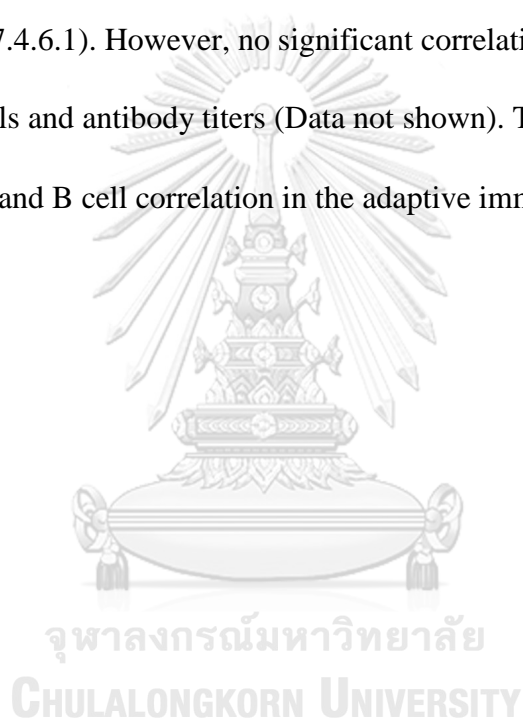 7.4.6.1). However, no significant correlati
ls and antibody titers (Data not shown). T
and B cell correlation in the adaptive imm
จุฬาลงกรณ์มหาวิทยาลัย
CHULALONGKORN UNIVERSITY